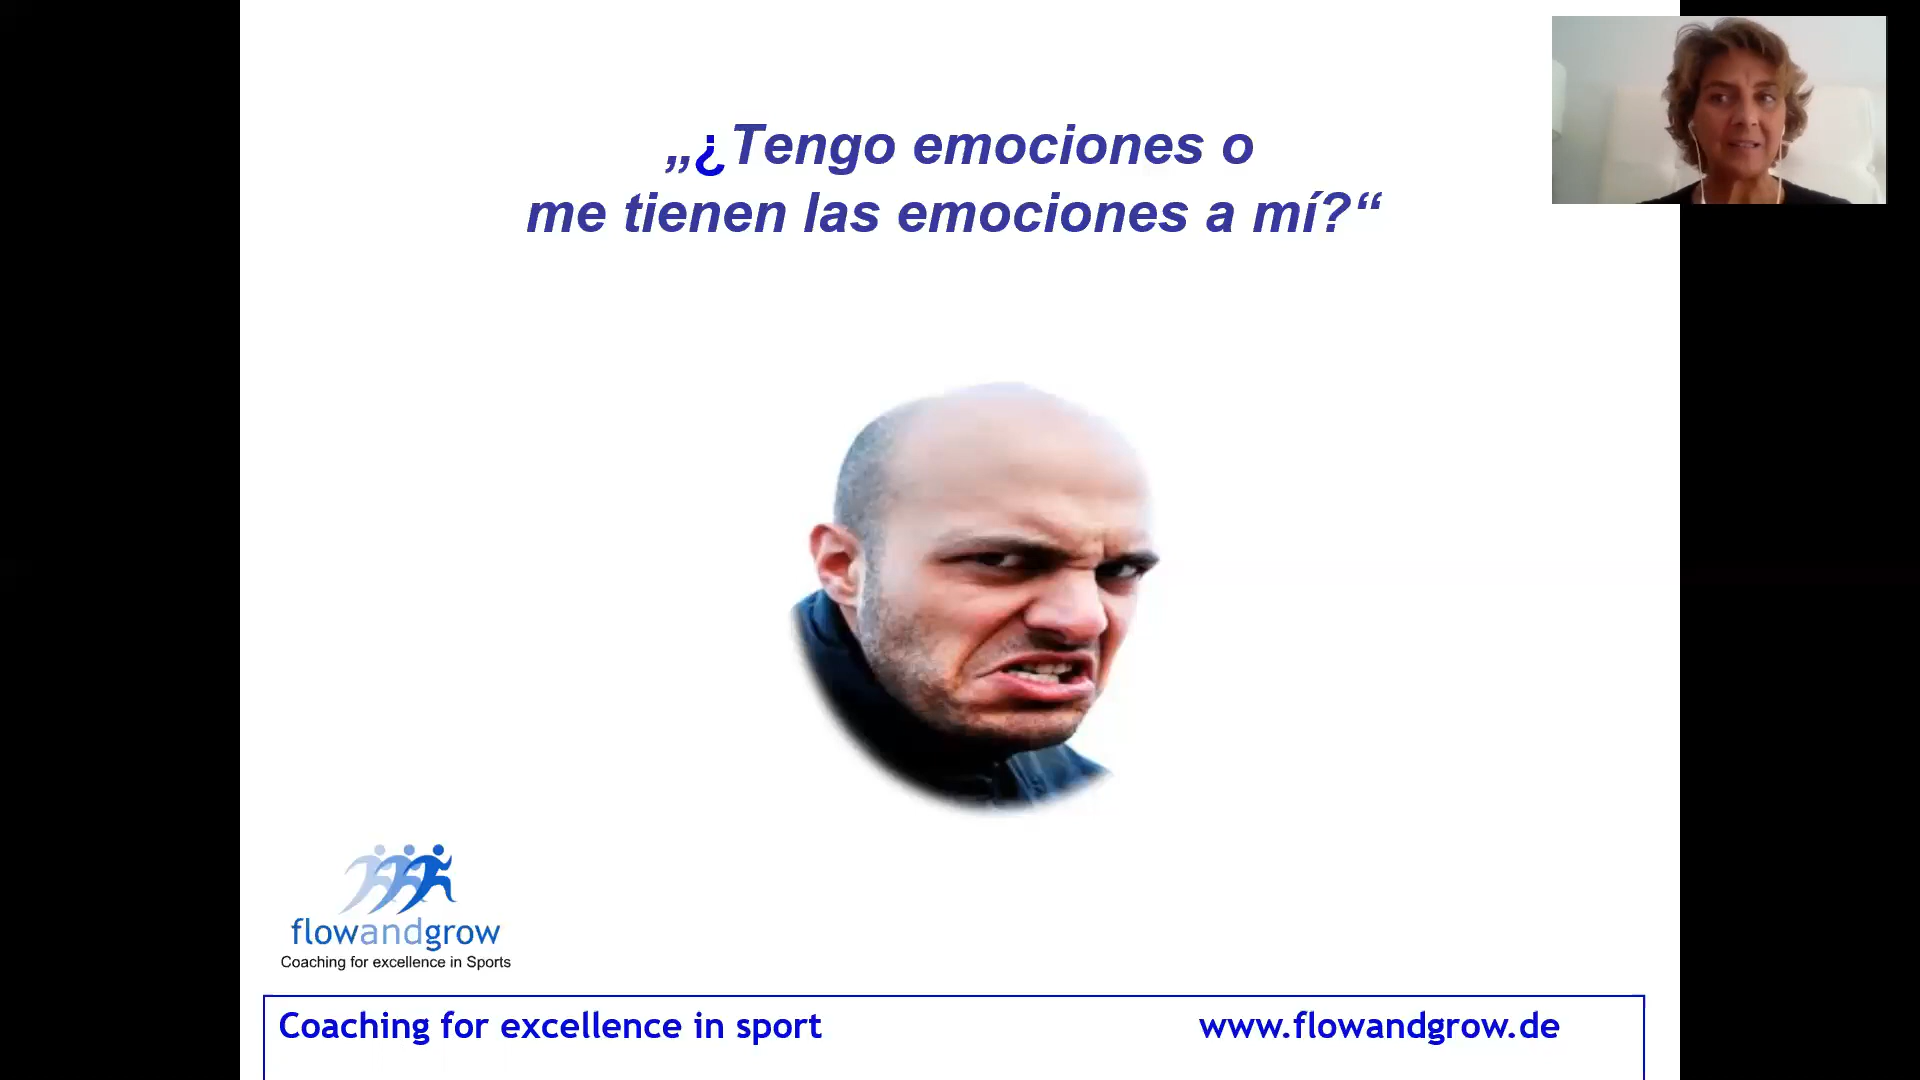 „¿Tengo emociones o
me tienen las emociones a mí?“
flowandgrow
Coaching for excellence in Sports
Coaching for excellence in sport
www.flowandgrow.de